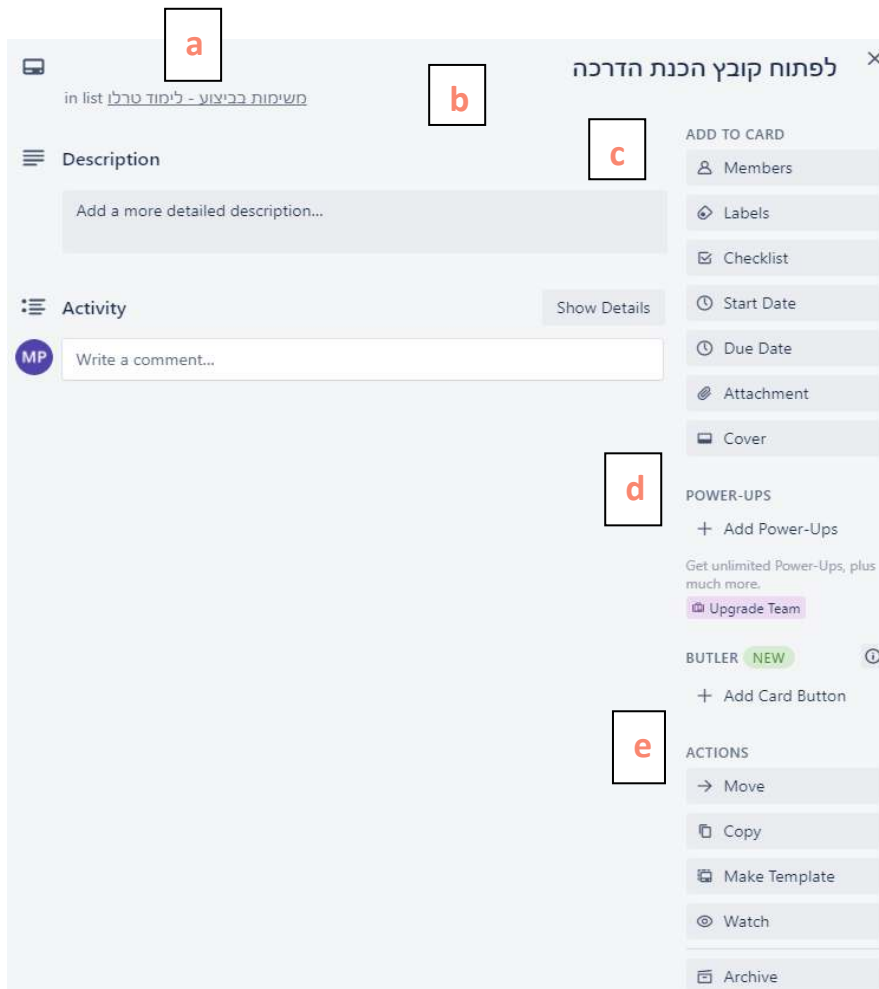 a
לפתוח קובץ הכנת הדרכה
in list משימות בביצוע - לימוד טרלו
b
c
Description
Add a more detailed description...
Activity
Show Details
MP
Write a comment...
ADD TO CARD
Members
Labels
Checklist
Start Date
Due Date
Attachment
Cover
d
POWER-UPS
+ Add Power-Ups
Get unlimited Power-Ups, plus
much more.
Upgrade Team
BUTLER NEW
+ Add Card Button
e
ACTIONS
Move
Copy
Make Template
Watch
Archive